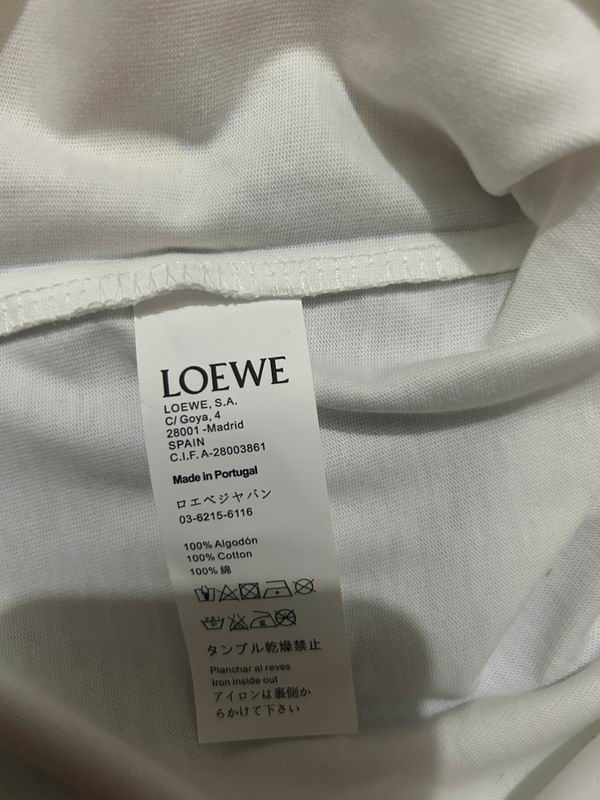 LOEWE
LOEWE, S.A.
C/ Goya, 4
28001 -Madrid
SPAIN
C.I.F. A-28003861
Made in Portugal
ロエベジャパン
03-6215-6116
100% Algodón
100% Cotton
100% 綿
タンブル乾燥禁止
Planchar al revés
Iron inside out
アイロンは裏側か
らかけて下さい